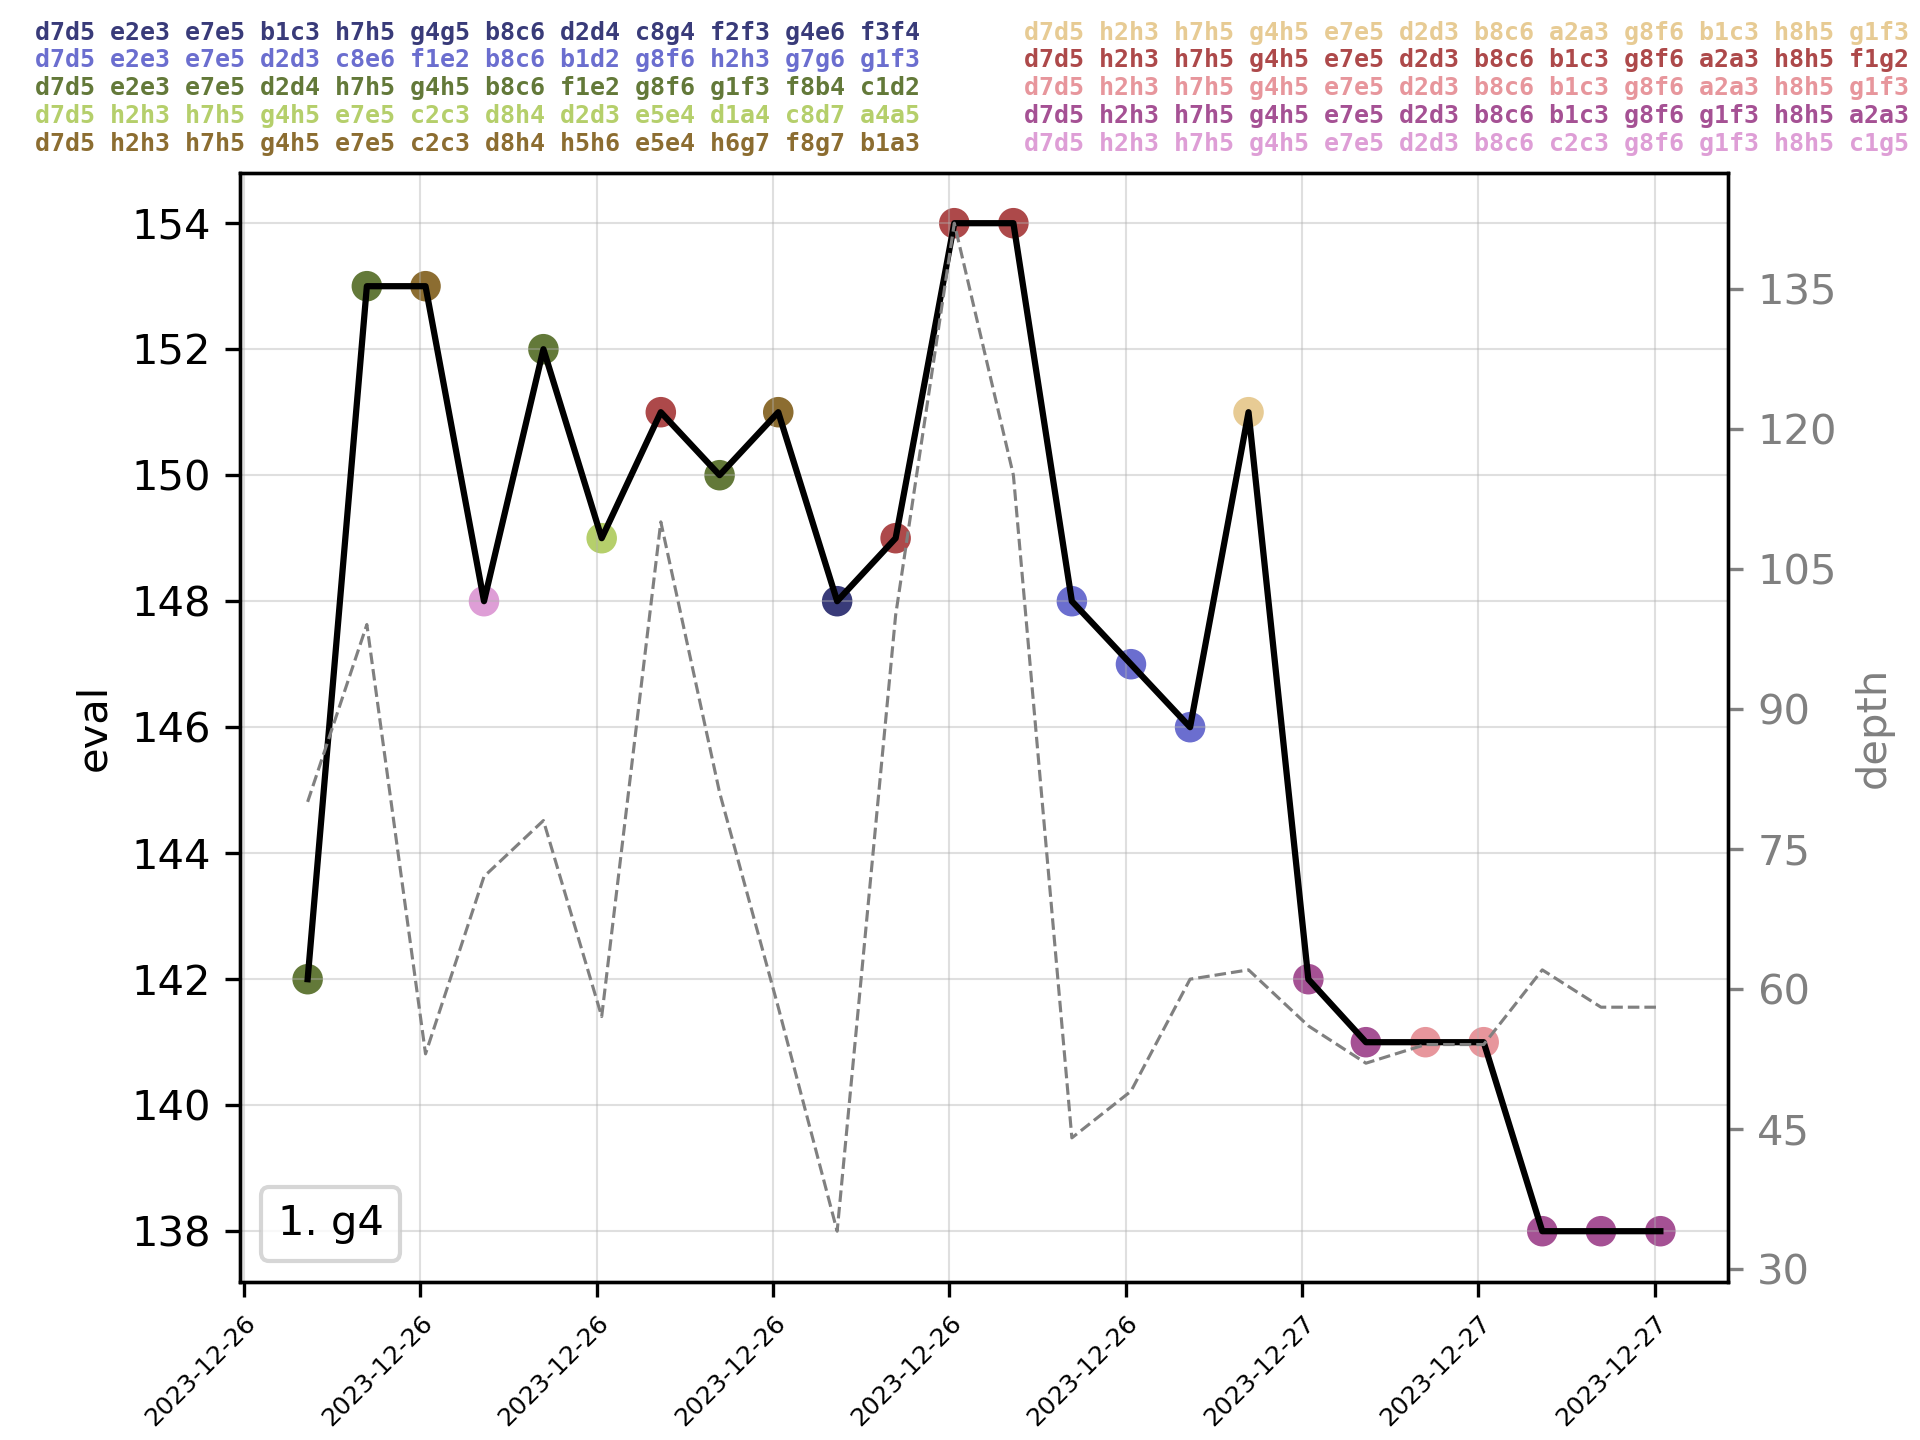 d7d5 e2e3 e7e5 b1c3 h7h5 g4g5 b8c6 d2d4 c8g4 f2f3 g4e6 f3f4
d7d5 e2e3 e7e5 d2d3 c8e6 f1e2 b8c6 b1d2 g8f6 h2h3 g7g6 g1f3
d7d5 e2e3 e7e5 d2d4 h7h5 g4h5 b8c6 f1e2 g8f6 g1f3 f8b4 c1d2
d7d5 h2h3 h7h5 g4h5 e7e5 c2c3 d8h4 d2d3 e5e4 d1a4 c8d7 a4a5
d7d5 h2h3 h7h5 g4h5 e7e5 c2c3 d8h4 h5h6 e5e4 h6g7 f8g7 b1a3
d7d5 h2h3 h7h5 g4h5 e7e5 d2d3 b8c6 a2a3 g8f6 b1c3 h8h5 g1f3
d7d5 h2h3 h7h5 g4h5 e7e5 d2d3 b8c6 b1c3 g8f6 a2a3 h8h5 f1g2
d7d5 h2h3 h7h5 g4h5 e7e5 d2d3 b8c6 b1c3 g8f6 a2a3 h8h5 g1f3
d7d5 h2h3 h7h5 g4h5 e7e5 d2d3 b8c6 b1c3 g8f6 g1f3 h8h5 a2a3
d7d5 h2h3 h7h5 g4h5 e7e5 d2d3 b8c6 c2c3 g8f6 g1f3 h8h5 c1g5
154
152
150
148
146
144
142
140
138
eval
135
120
105
90
75
60
45
30
depth
1. g4
2023-12-26
2023-12-26
2023-12-26
2023-12-26
2023-12-26
2023-12-26
2023-12-27
2023-12-27
2023-12-27